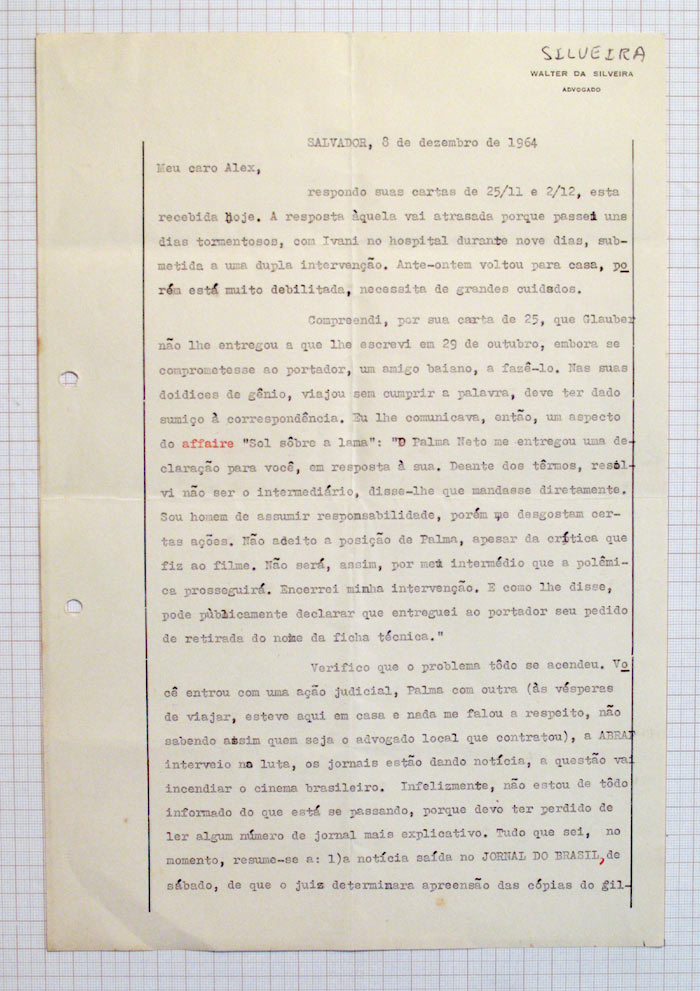 SILVEIRA
WALTER DA SILVEIRA
ADVOGADO
SALVADOR, 8 de dezembro de 1964
Meu caro Alex,
respondo suas cartas de 25/11 e 2/12, esta
recebida hoje. A resposta àquela vai atrasada porque passei uns
dias tormentosos, com Ivani no hospital durante nove dias, sub-
metida a uma dupla intervenção. Ante-ontem voltou para casa, po
rém está muito debilitada, necessita de grandes cuidados.
Compreendi, por sua carta de 25, que Glauber
não lhe entregou a que lhe escrevi em 29 de outubro, embora se
comprometesse ao portador, um amigo baiano, a fazê-lo. Nas suas
doidices de gênio, viajou sem cumprir a palavra, deve ter dado
sumiço à correspondência. Eu lhe comunicava, então, um aspecto
do affaire "Sol sôbre a lama": "O Palma Neto me entregou uma de-
claração para você, em resposta à sua. Deante dos têrmos, resol-
vi não ser o intermediário, disse-lhe que mandasse diretamente.
Sou homem de assumir responsabilidade, porém me desgostam cer-
tas ações. Não aceito a posição de Palma, apesar da crítica que
fiz ao filme. Não será, assim, por meu intermédio que a polêmi-
ca prosseguirá. Encerrei minha intervenção. E como lhe disse,
pode pùblicamente declarar que entreguei ao portador seu pedido
de retirada do nome da ficha técnica."
Verifico que o problema tôdo se acendeu. Vo
cê entrou com uma ação judicial, Palma com outra (às vésperas
de viajar, esteve aqui em casa e nada me falou a respeito, não
sabendo assim quem seja o advogado local que contratou), a ABRAF
interveio na luta, os jornais estão dando notícia, a questão vai
incendiar o cinema brasileiro. Infelizmente, não estou de tôdo
informado do que está se passando, porque devo ter perdido de
ler algum número de jornal mais explicativo. Tudo que sei, no
momento, resume-se a: 1)a notícia saída no JORNAL DO BRASIL, de
sábado, de que o juiz determinara apreensão das cópias do fil-